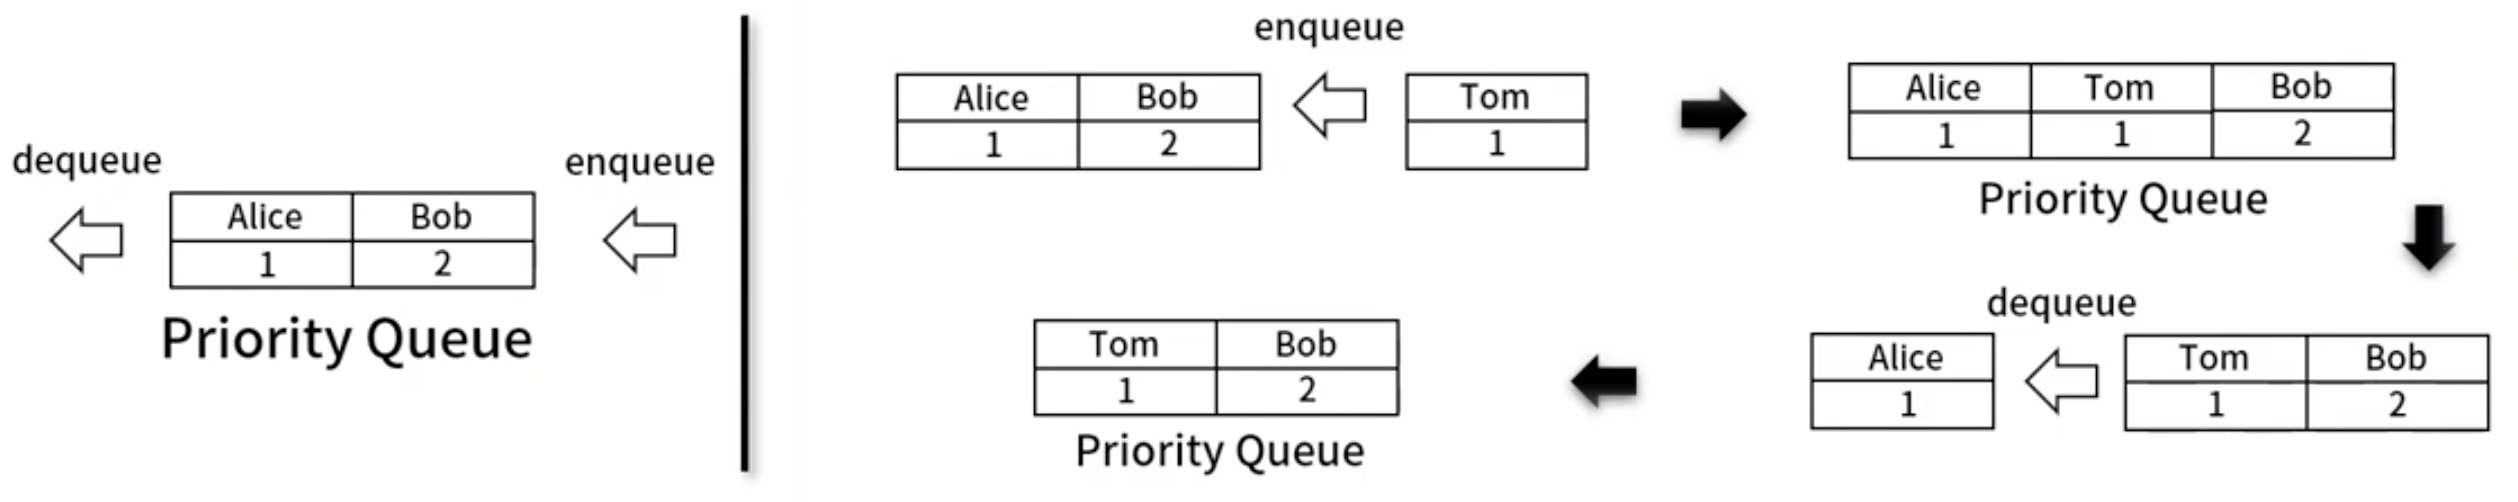 dequeue
enqueue
Alice Bob
1 2
Priority Queue
enqueue
Alice Bob
1 2
Tom
1
Alice Tom Bob
1 1 2
Priority Queue
dequeue
Alice
1
Tom Bob
1 2
Tom Bob
1 2
Priority Queue